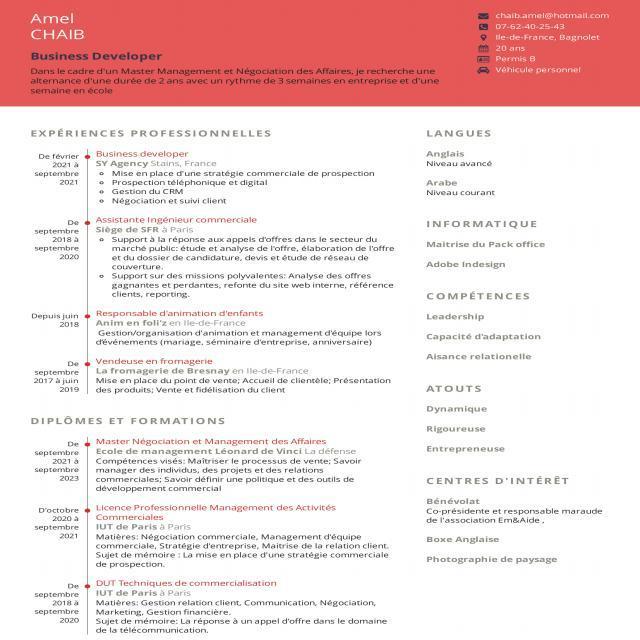 Amel
CHAIB
Business Developer
Dans le cadre d'un Master Management et Négociation des Affaires, je recherche une
alternance d'une durée de 2 ans avec un rythme de 3 semaines en entreprise et d'une
semaine en école
chaib.amel@hotmail.com
07-62-40-25-43
Ile-de-France, Bagnolet
20 ans
Permis B
Véhicule personnel
EXPÉRIENCES PROFESSIONNELLES
De février
2021 à
septembre
2021
Business developer
SY Agency Stains, France
Mise en place d'une stratégie commerciale de prospection
Prospection téléphonique et digital
Gestion du CRM
Négociation et suivi client
De
septembre
2018 à
septembre
2020
Assistante Ingénieur commerciale
Siège de SFR à Paris
Support à la réponse aux appels d'offres dans le secteur du
marché public: étude et analyse de l'offre, élaboration de l'offre
et du dossier de candidature, devis et étude de réseau de
couverture.
Support sur des missions polyvalentes: Analyse des offres
gagnantes et perdantes, refonte du site web interne, référence
clients, reporting.
Depuis juin
2018
Responsable d'animation d'enfants
Anim en foli'z en Ile-de-France
Gestion/organisation d'animation et management d'équipe lors
d'événements (mariage, séminaire d'entreprise, anniversaire)
De
septembre
2017 à juin
2019
Vendeuse en fromagerie
La fromagerie de Bresnay en Ile-de-France
Mise en place du point de vente; Accueil de clientèle; Présentation
des produits; Vente et fidélisation du client
DIPLÔMES ET FORMATIONS
De
septembre
2021 à
septembre
2023
Master Négociation et Management des Affaires
Ecole de management Léonard de Vinci La défense
Compétences visés: Maîtriser le processus de vente; Savoir
manager des individus, des projets et des relations
commerciales; Savoir définir une politique et des outils de
développement commercial
D'octobre
2020 à
septembre
2021
Licence Professionnelle Management des Activités
Commerciales
IUT de Paris à Paris
Matières: Négociation commerciale, Management d'équipe
commerciale, Stratégie d'entreprise, Maitrise de la relation client.
Sujet de mémoire : La mise en place d'une stratégie commerciale
de prospection.
De
septembre
2018 à
septembre
2020
DUT Techniques de commercialisation
IUT de Paris à Paris
Matières: Gestion relation client, Communication, Négociation,
Marketing, Gestion financière.
Sujet de mémoire: La réponse à un appel d'offre dans le domaine
de la télécommunication.
LANGUES
Anglais
Niveau avancé
Arabe
Niveau courant
INFORMATIQUE
Maitrise du Pack office
Adobe Indesign
COMPÉTENCES
Leadership
Capacité d'adaptation
Aisance relationelle
ATOUTS
Dynamique
Rigoureuse
Entrepreneuse
CENTRES D'INTÉRÊT
Bénévolat
Co-présidente et responsable maraude
de l'association Em&Aide ,
Boxe Anglaise
Photographie de paysage